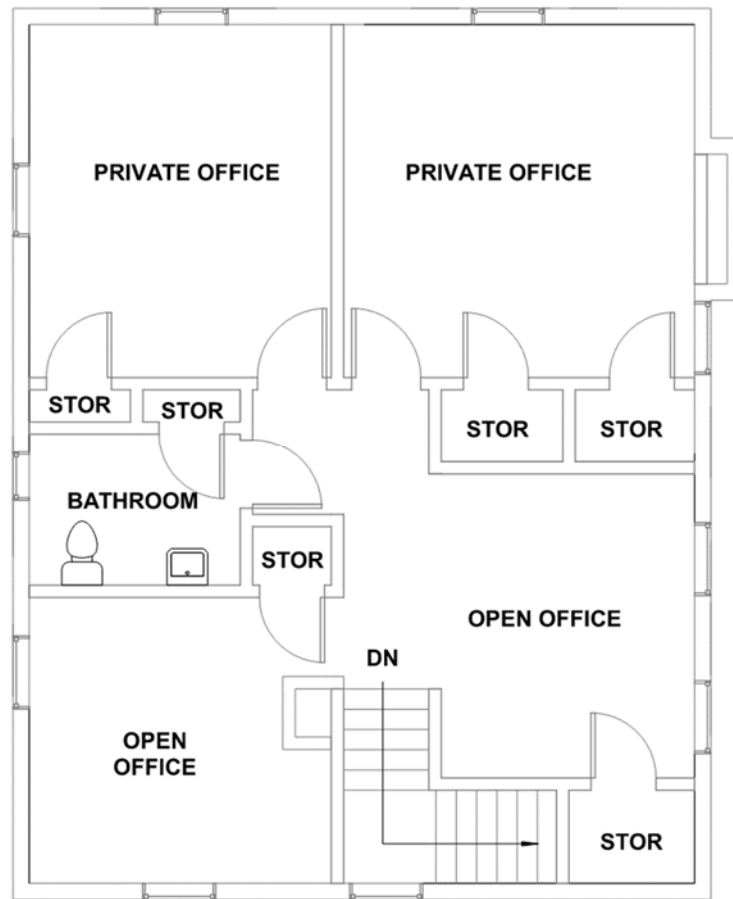 PRIVATE OFFICE
PRIVATE OFFICE
STOR
STOR
STOR
STOR
BATHROOM
STOR
OPEN OFFICE
DN
OPEN
OFFICE
STOR